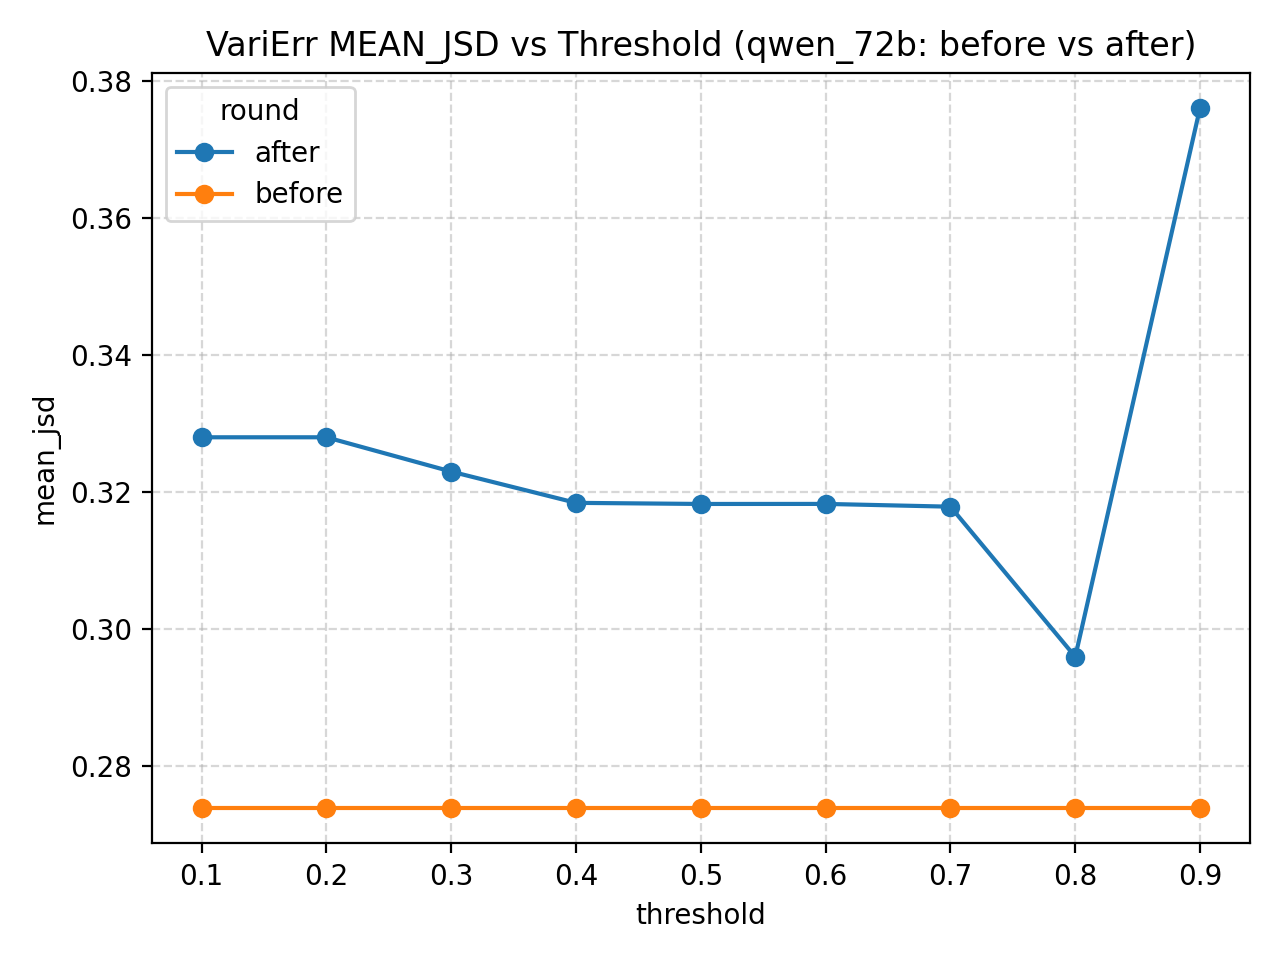 VariErr MEAN_JSD vs Threshold (qwen_72b: before vs after)
round
after
before
0.38
0.36
0.34
0.32
0.30
0.28
mean_jsd
0.1 0.2 0.3 0.4 0.5 0.6 0.7 0.8 0.9
threshold